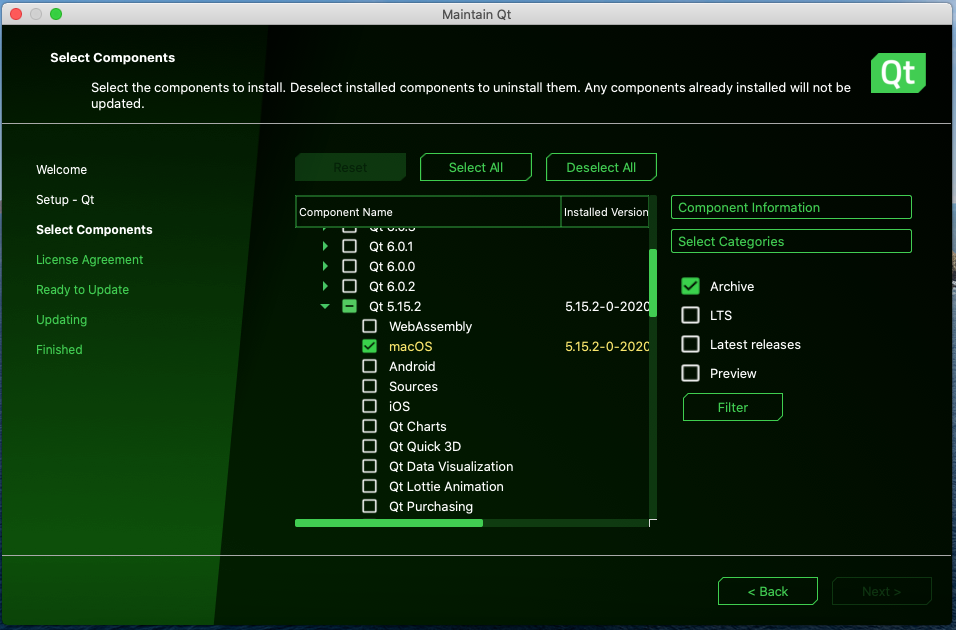 Maintain Qt
Select Components
Select the components to install. Deselect installed components to uninstall them. Any components already installed will not be
updated.
Qt
Welcome
Setup - Qt
Select Components
License Agreement
Ready to Update
Updating
Finished
Reset
Select All
Deselect All
Component Name
Installed Version
Qt 6.0.1
Qt 6.0.0
Qt 6.0.2
Qt 5.15.2
5.15.2-0-2020
WebAssembly
macOS
5.15.2-0-2020
Android
Sources
iOS
Qt Charts
Qt Quick 3D
Qt Data Visualization
Qt Lottie Animation
Qt Purchasing
Component Information
Select Categories
Archive
LTS
Latest releases
Preview
Filter
< Back
Next >